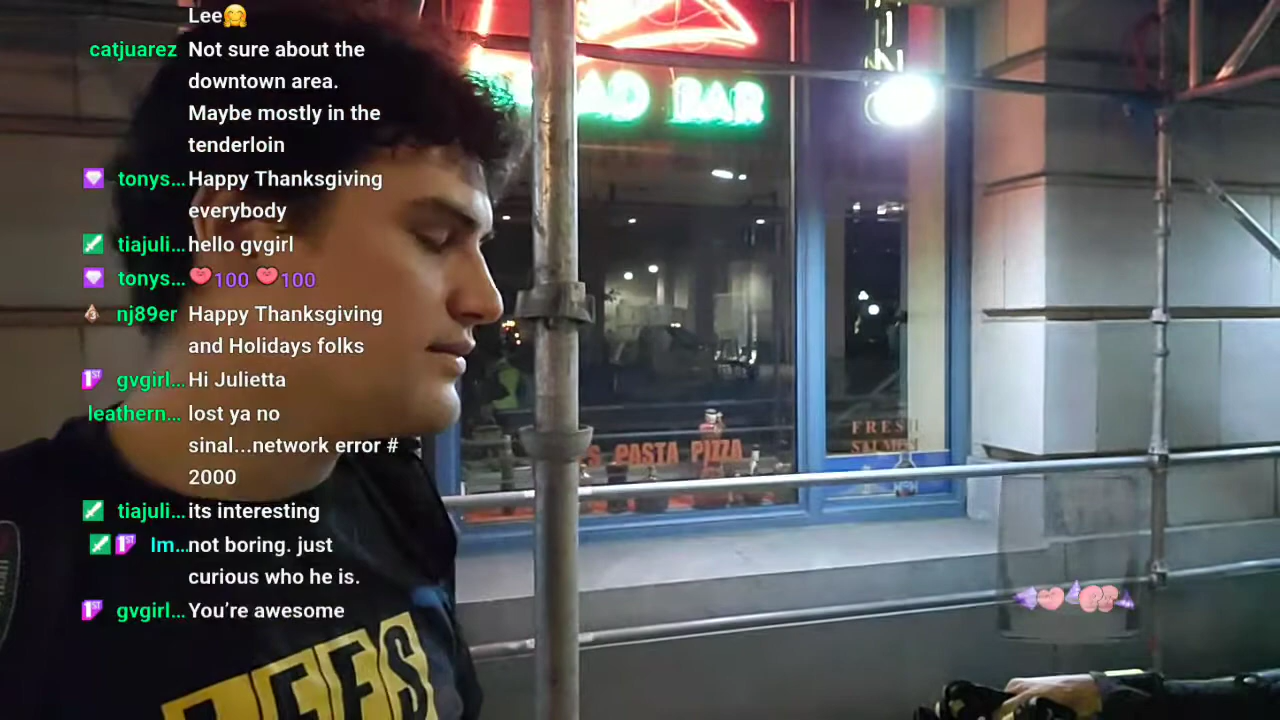 Lee🤗
catjuarez Not sure about the
downtown area.
Maybe mostly in the
tenderloin
tonys... Happy Thanksgiving
everybody
tiajuli... hello gvgirl
tonys... 100 100
nj89er Happy Thanksgiving
and Holidays folks
gvgirl... Hi Julietta
leathern... lost ya no
sinal...network error #
2000
tiajuli... its interesting
Im... not boring. just
curious who he is.
gvgirl... You're awesome
BAR
PASTA PIZZA
FRESH
SALMON